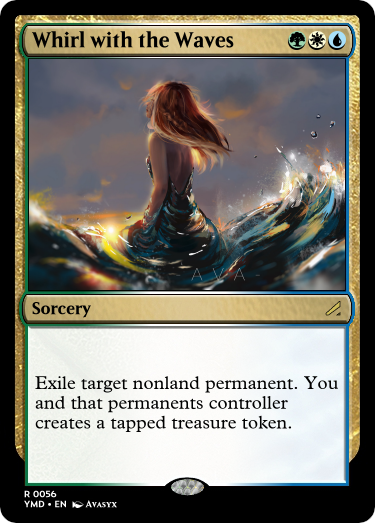 Whirl with the Waves
AVA
Sorcery
Exile target nonland permanent. You
and that permanents controller
creates a tapped treasure token.
R 0056
YMD • EN Avasyx